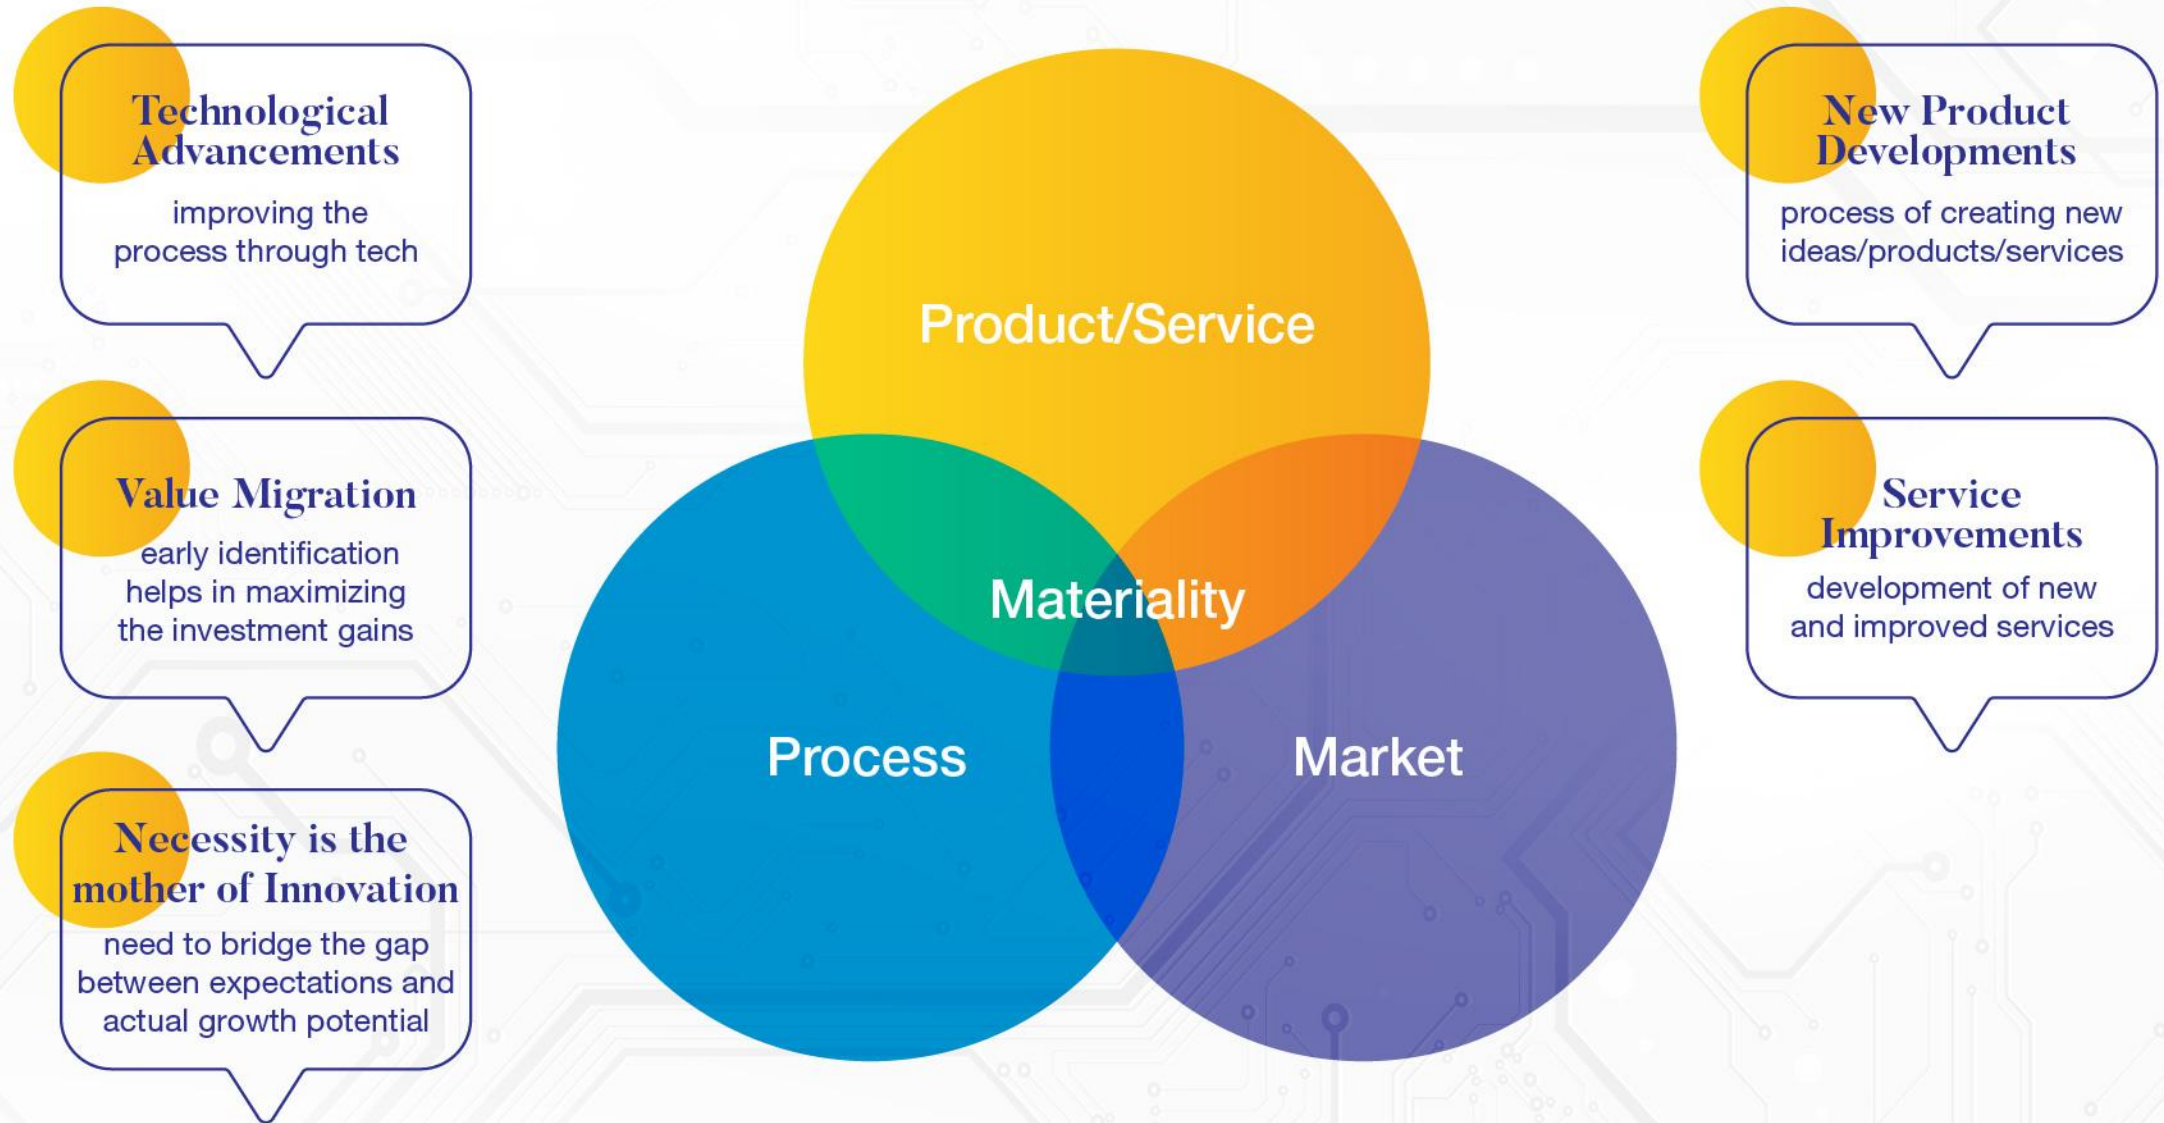 Technological
Advancements
improving the
process through tech
Value Migration
early identification
helps in maximizing
the investment gains
Necessity is the
mother of Innovation
need to bridge the gap
between expectations and
actual growth potential
Product/Service
Materiality
Process
Market
New Product
Developments
process of creating new
ideas/products/services
Service
Improvements
development of new
and improved services